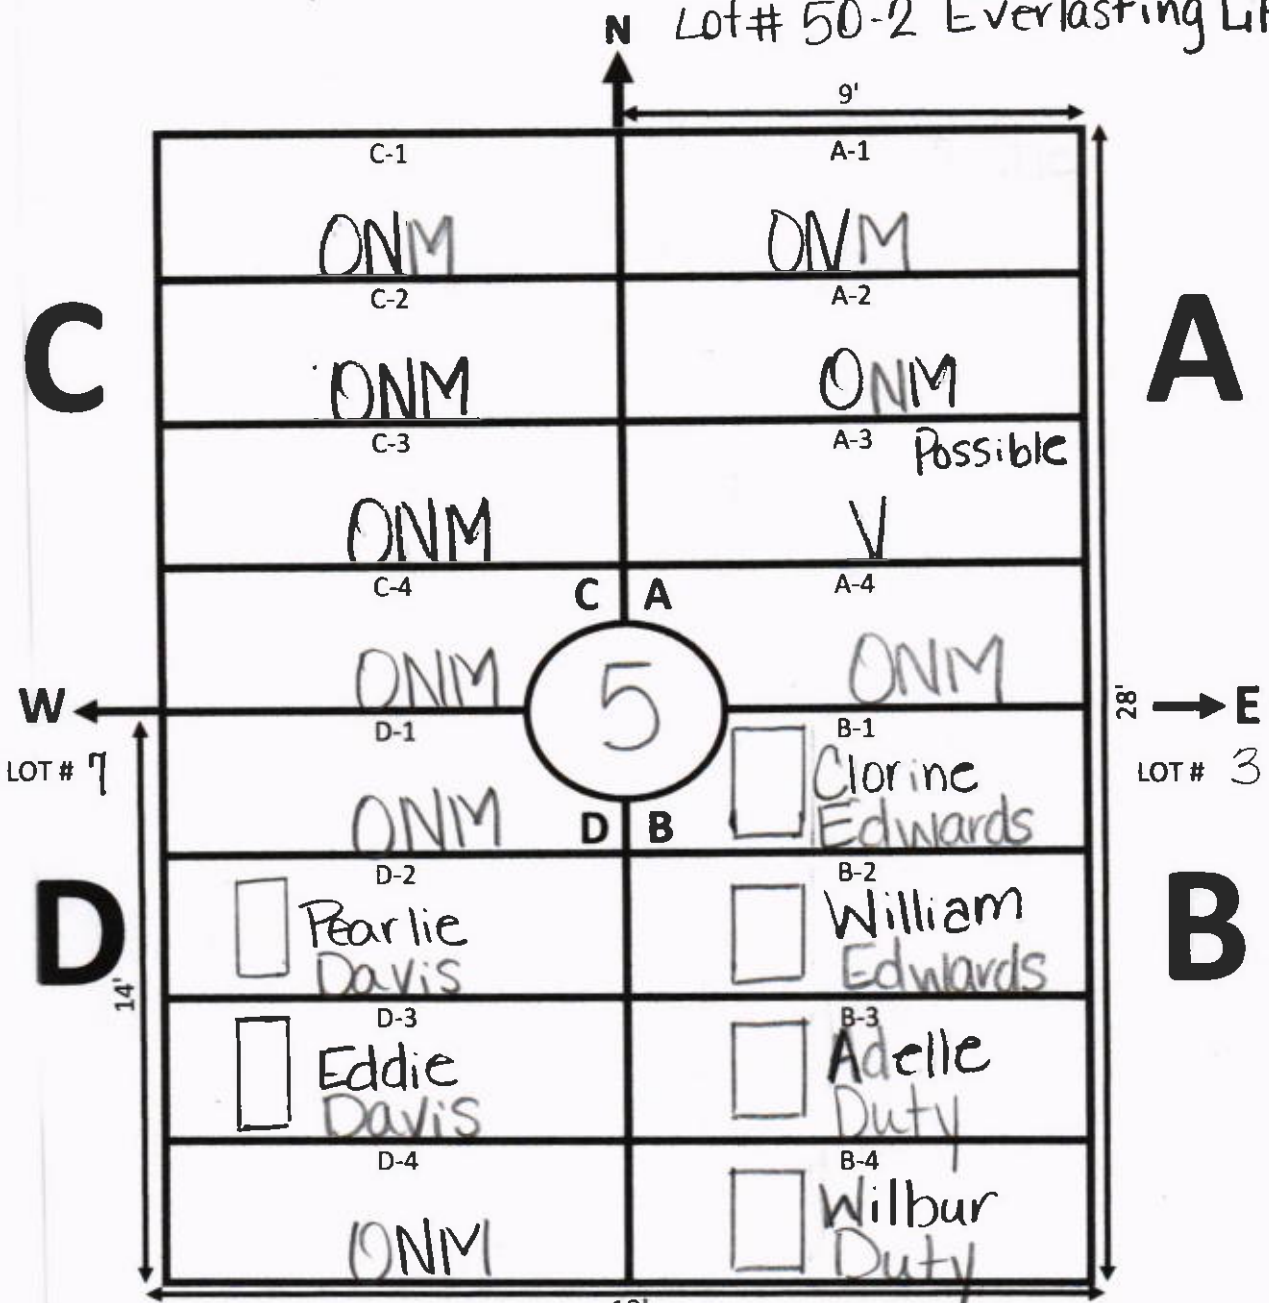 N Lot# 50-2 Everlasting
9'
C-1 A-1
ONM ONM
C-2 A-2
C ONM ONM A
C-3 A-3 Possible
ONM V
C-4 C A A-4
ONM ONM
W 5 28' E
D-1 B-1
LOT # 7 Clorine LOT # 3
ONM D B Edwards
D-2 B-2
D Pearlie William B
Davis Edwards
14'
D-3 B-3
Eddie Adelle
Davis Duty
D-4 B-4
ONM Wilbur
Duty